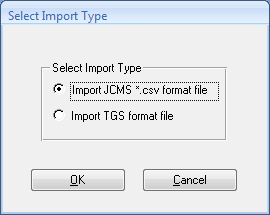 Select Import Type
Select Import Type
Import JCMS *.csv format file
Import TGS format file
OK
Cancel